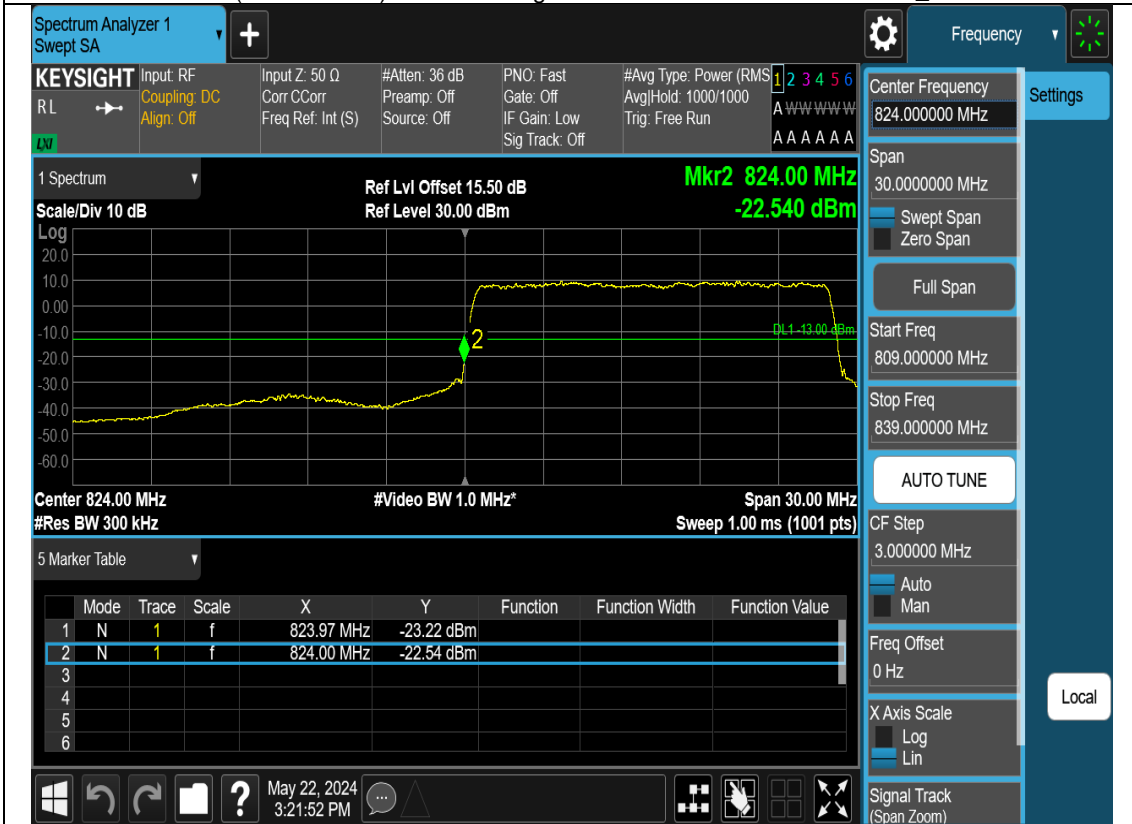 Spectrum Analyzer 1
Swept SA
Frequency
KEYSIGHT
RL
LXI
Input: RF
Coupling: DC
Align: Off
Input Z: 50 Ω
Corr CCorr
Freq Ref: Int (S)
#Atten: 36 dB
Preamp: Off
Source: Off
PNO: Fast
Gate: Off
IF Gain: Low
Sig Track: Off
#Avg Type: Power (RMS
Avg|Hold: 1000/1000
Trig: Free Run
1 2 3 4 5 6
A W W W W W
A A A A A A
1 Spectrum
Scale/Div 10 dB
Ref Lvl Offset 15.50 dB
Ref Level 30.00 dBm
Mkr2 824.00 MHz
-22.540 dBm
Log
20.0
10.0
0.00
-10.0
-20.0
-30.0
-40.0
-50.0
-60.0
2
DL1 -13.00 dBm
Center 824.00 MHz
#Video BW 1.0 MHz*
Span 30.00 MHz
#Res BW 300 kHz
Sweep 1.00 ms (1001 pts)
5 Marker Table
Mode Trace Scale X Y Function Function Width Function Value
1 N 1 f 823.97 MHz -23.22 dBm
2 N 1 f 824.00 MHz -22.54 dBm
3
4
5
6
Center Frequency
824.000000 MHz
Settings
Span
30.0000000 MHz
Swept Span
Zero Span
Full Span
Start Freq
809.000000 MHz
Stop Freq
839.000000 MHz
AUTO TUNE
CF Step
3.000000 MHz
Auto
Man
Freq Offset
0 Hz
X Axis Scale
Log
Lin
Signal Track
(Span Zoom)
Local
?
May 22, 2024
3:21:52 PM